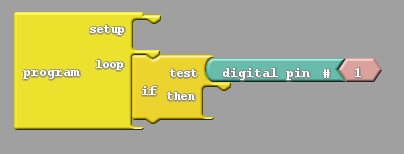 setup
program loop
test digital pin # 1
if then